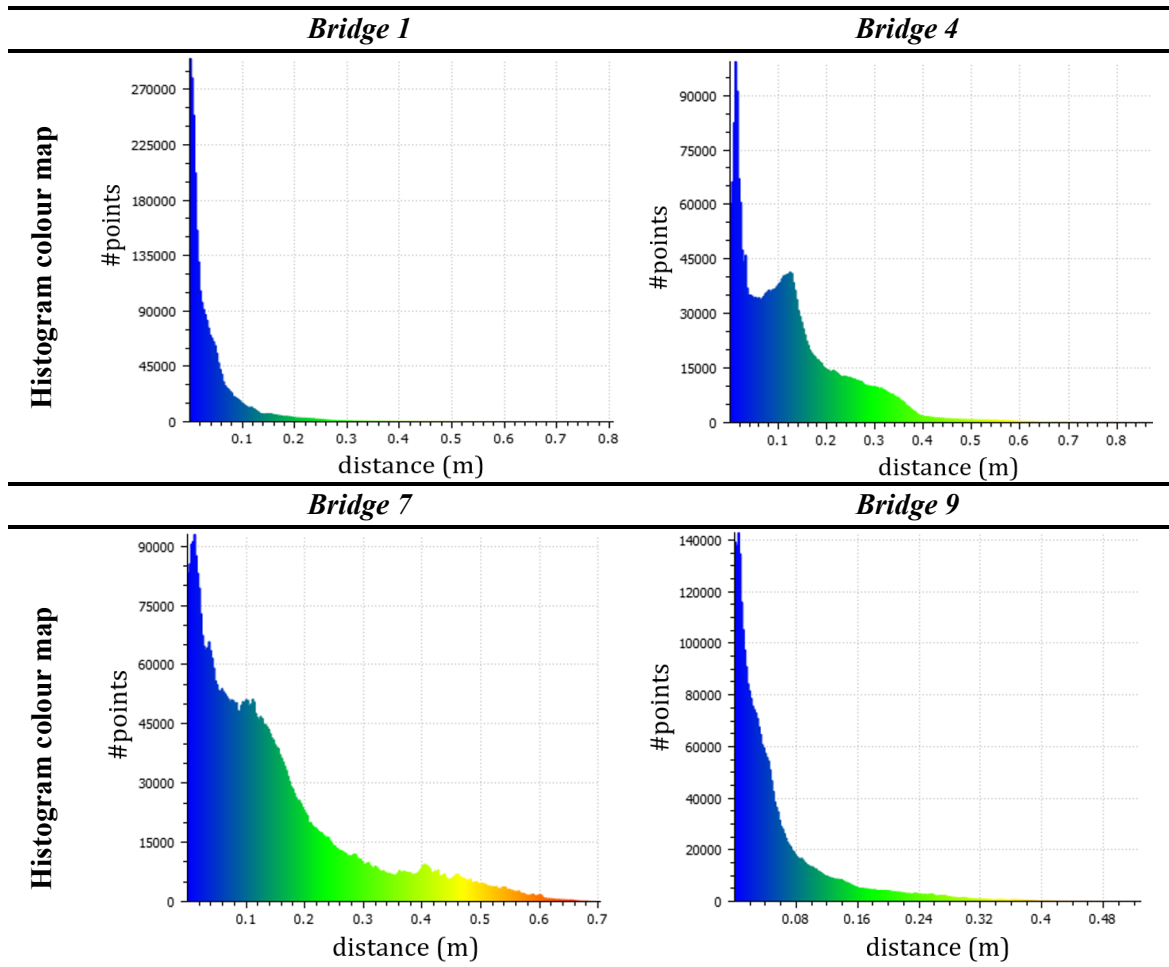 Bridge 1 Bridge 4
Histogram colour map
#points
270000
225000
180000
135000
90000
45000
0
0.1 0.2 0.3 0.4 0.5 0.6 0.7 0.8
distance (m)
#points
90000
75000
60000
45000
30000
15000
0
0.1 0.2 0.3 0.4 0.5 0.6 0.7 0.8
distance (m)
Bridge 7 Bridge 9
Histogram colour map
#points
90000
75000
60000
45000
30000
15000
0
0.1 0.2 0.3 0.4 0.5 0.6 0.7
distance (m)
#points
140000
120000
100000
80000
60000
40000
20000
0
0.08 0.16 0.24 0.32 0.4 0.48
distance (m)